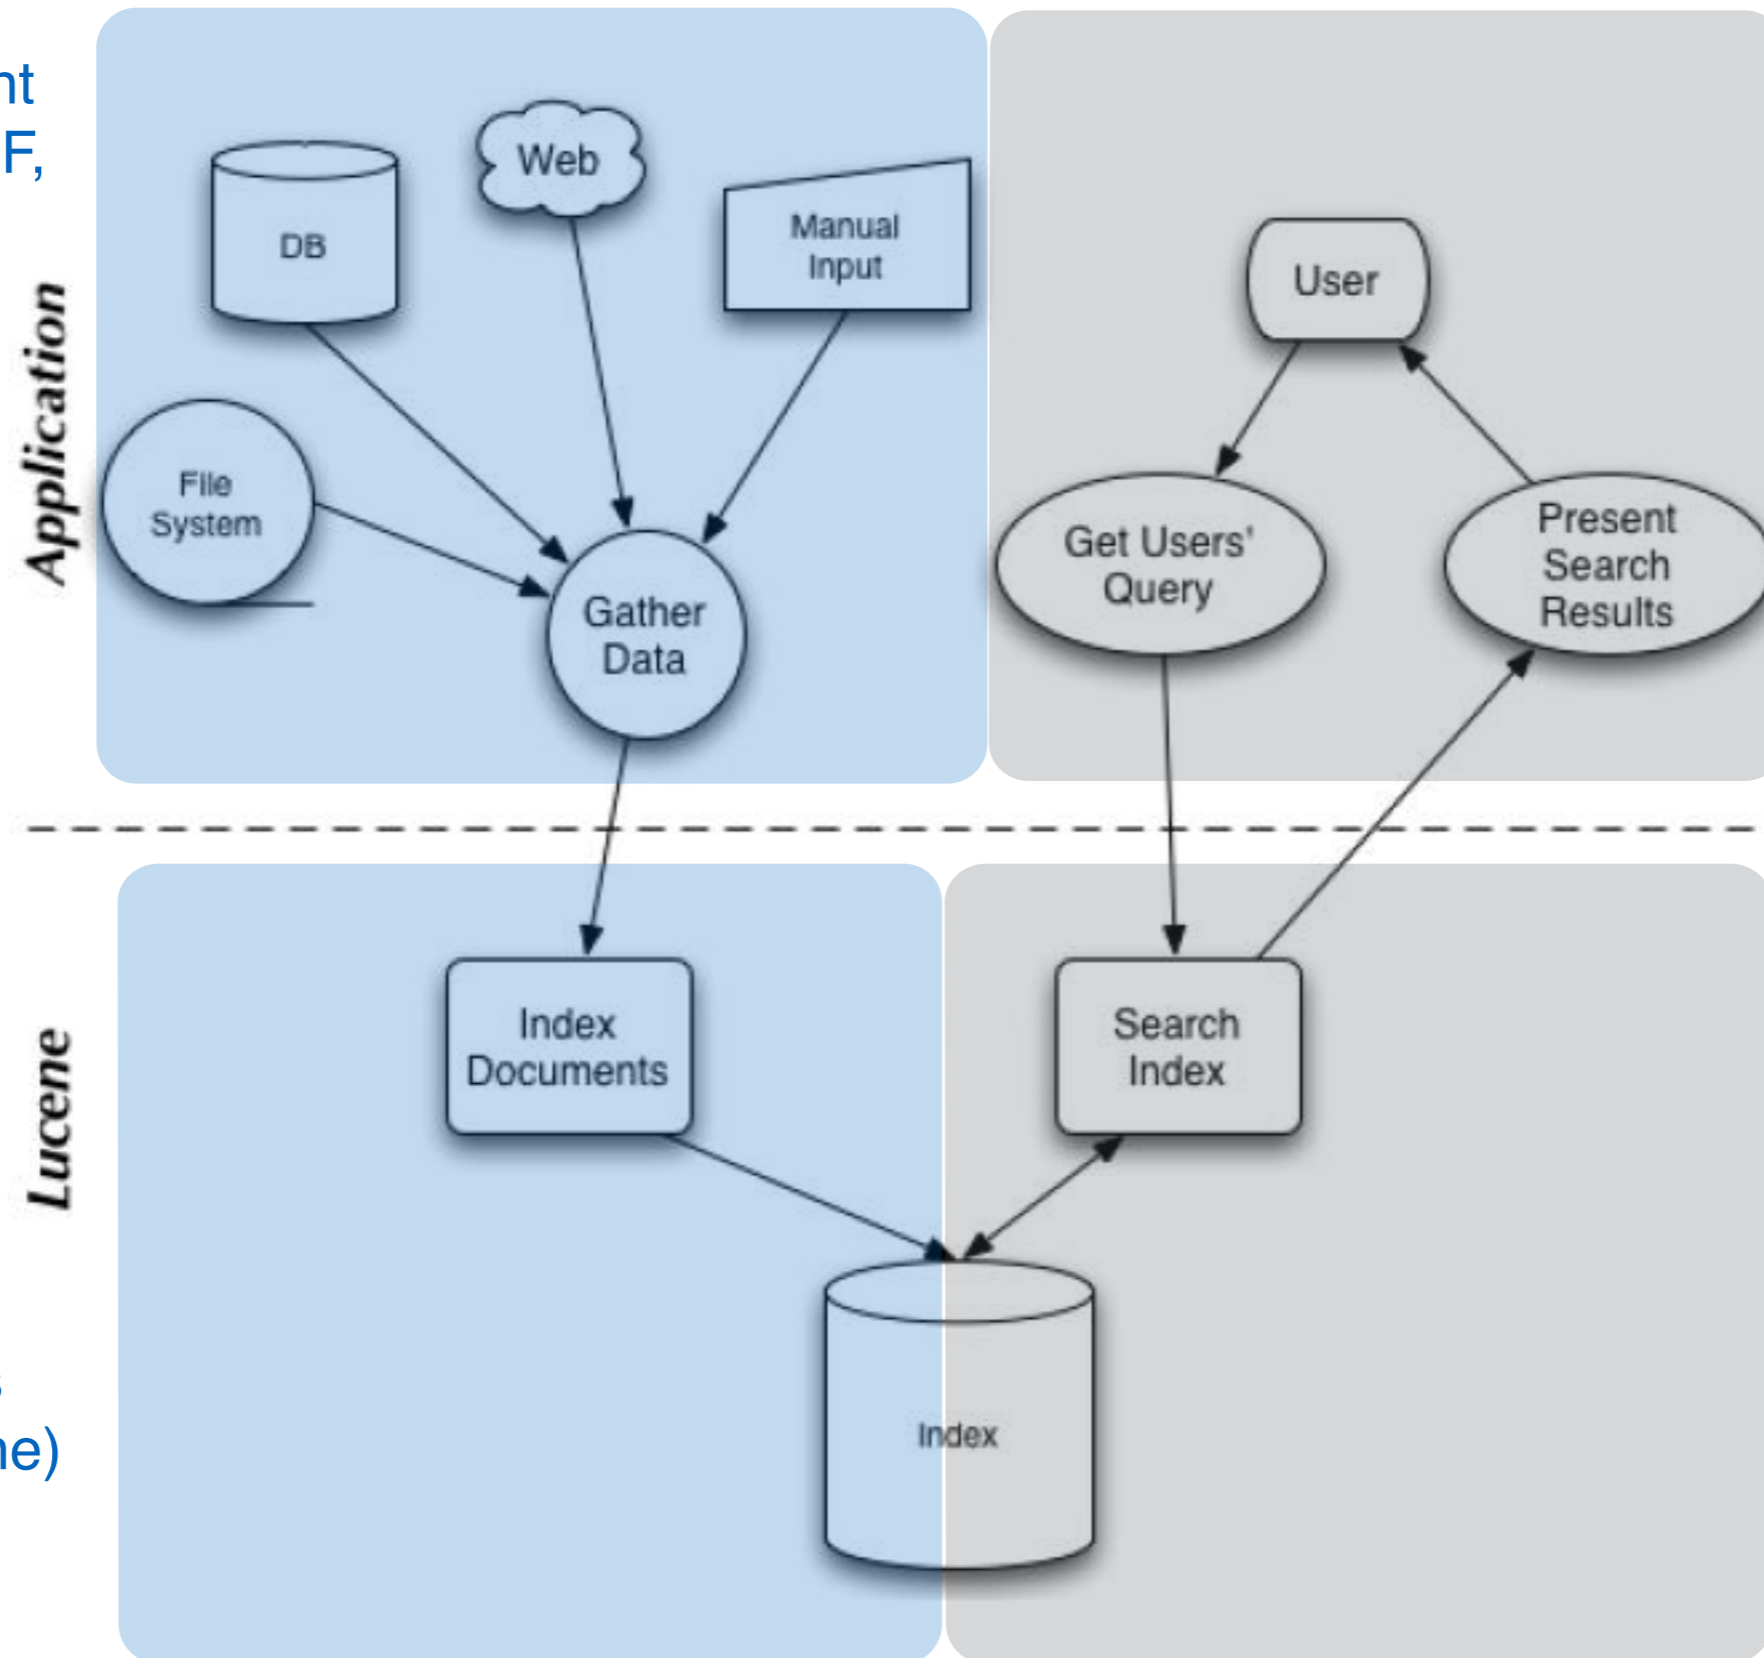 nt
F,
Application
Web
DB
Manual
Input
User
File
System
Get Users'
Query
Present
Search
Results
Gather
Data
Lucene
Index
Documents
Search
Index
s
ne)
Index